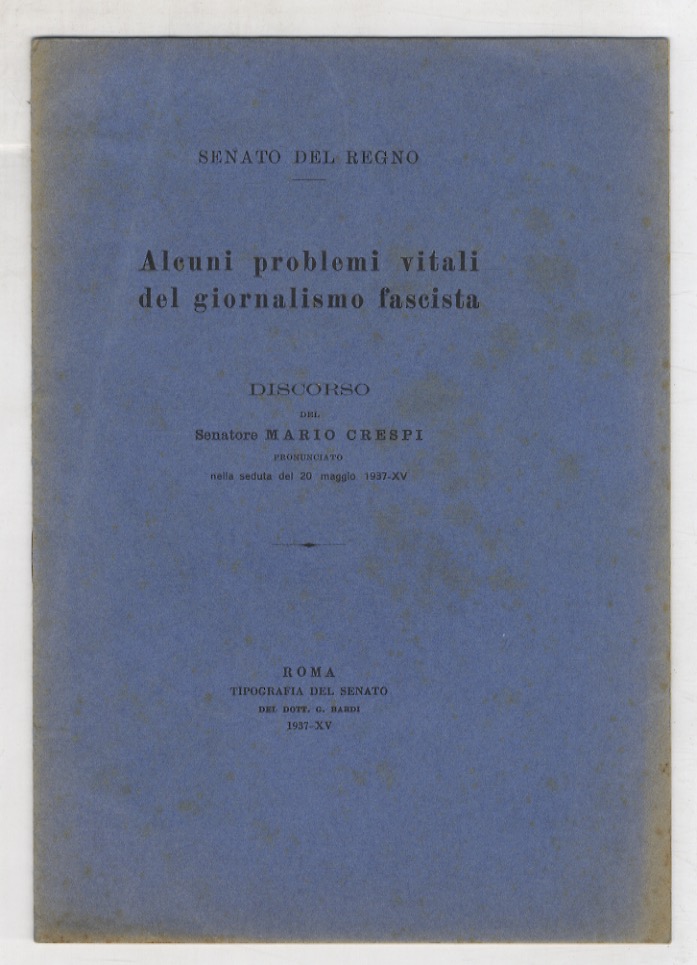 SENATO DEL REGNO
Alcuni problemi vitali
del giornalismo fascista
DISCORSO
DEL
Senatore MARIO CRESPI
PRONUNCIATO
nella seduta del 20 maggio 1937-XV
ROMA
TIPOGRAFIA DEL SENATO
DEL DOTT. G. BARDI
1937-XV